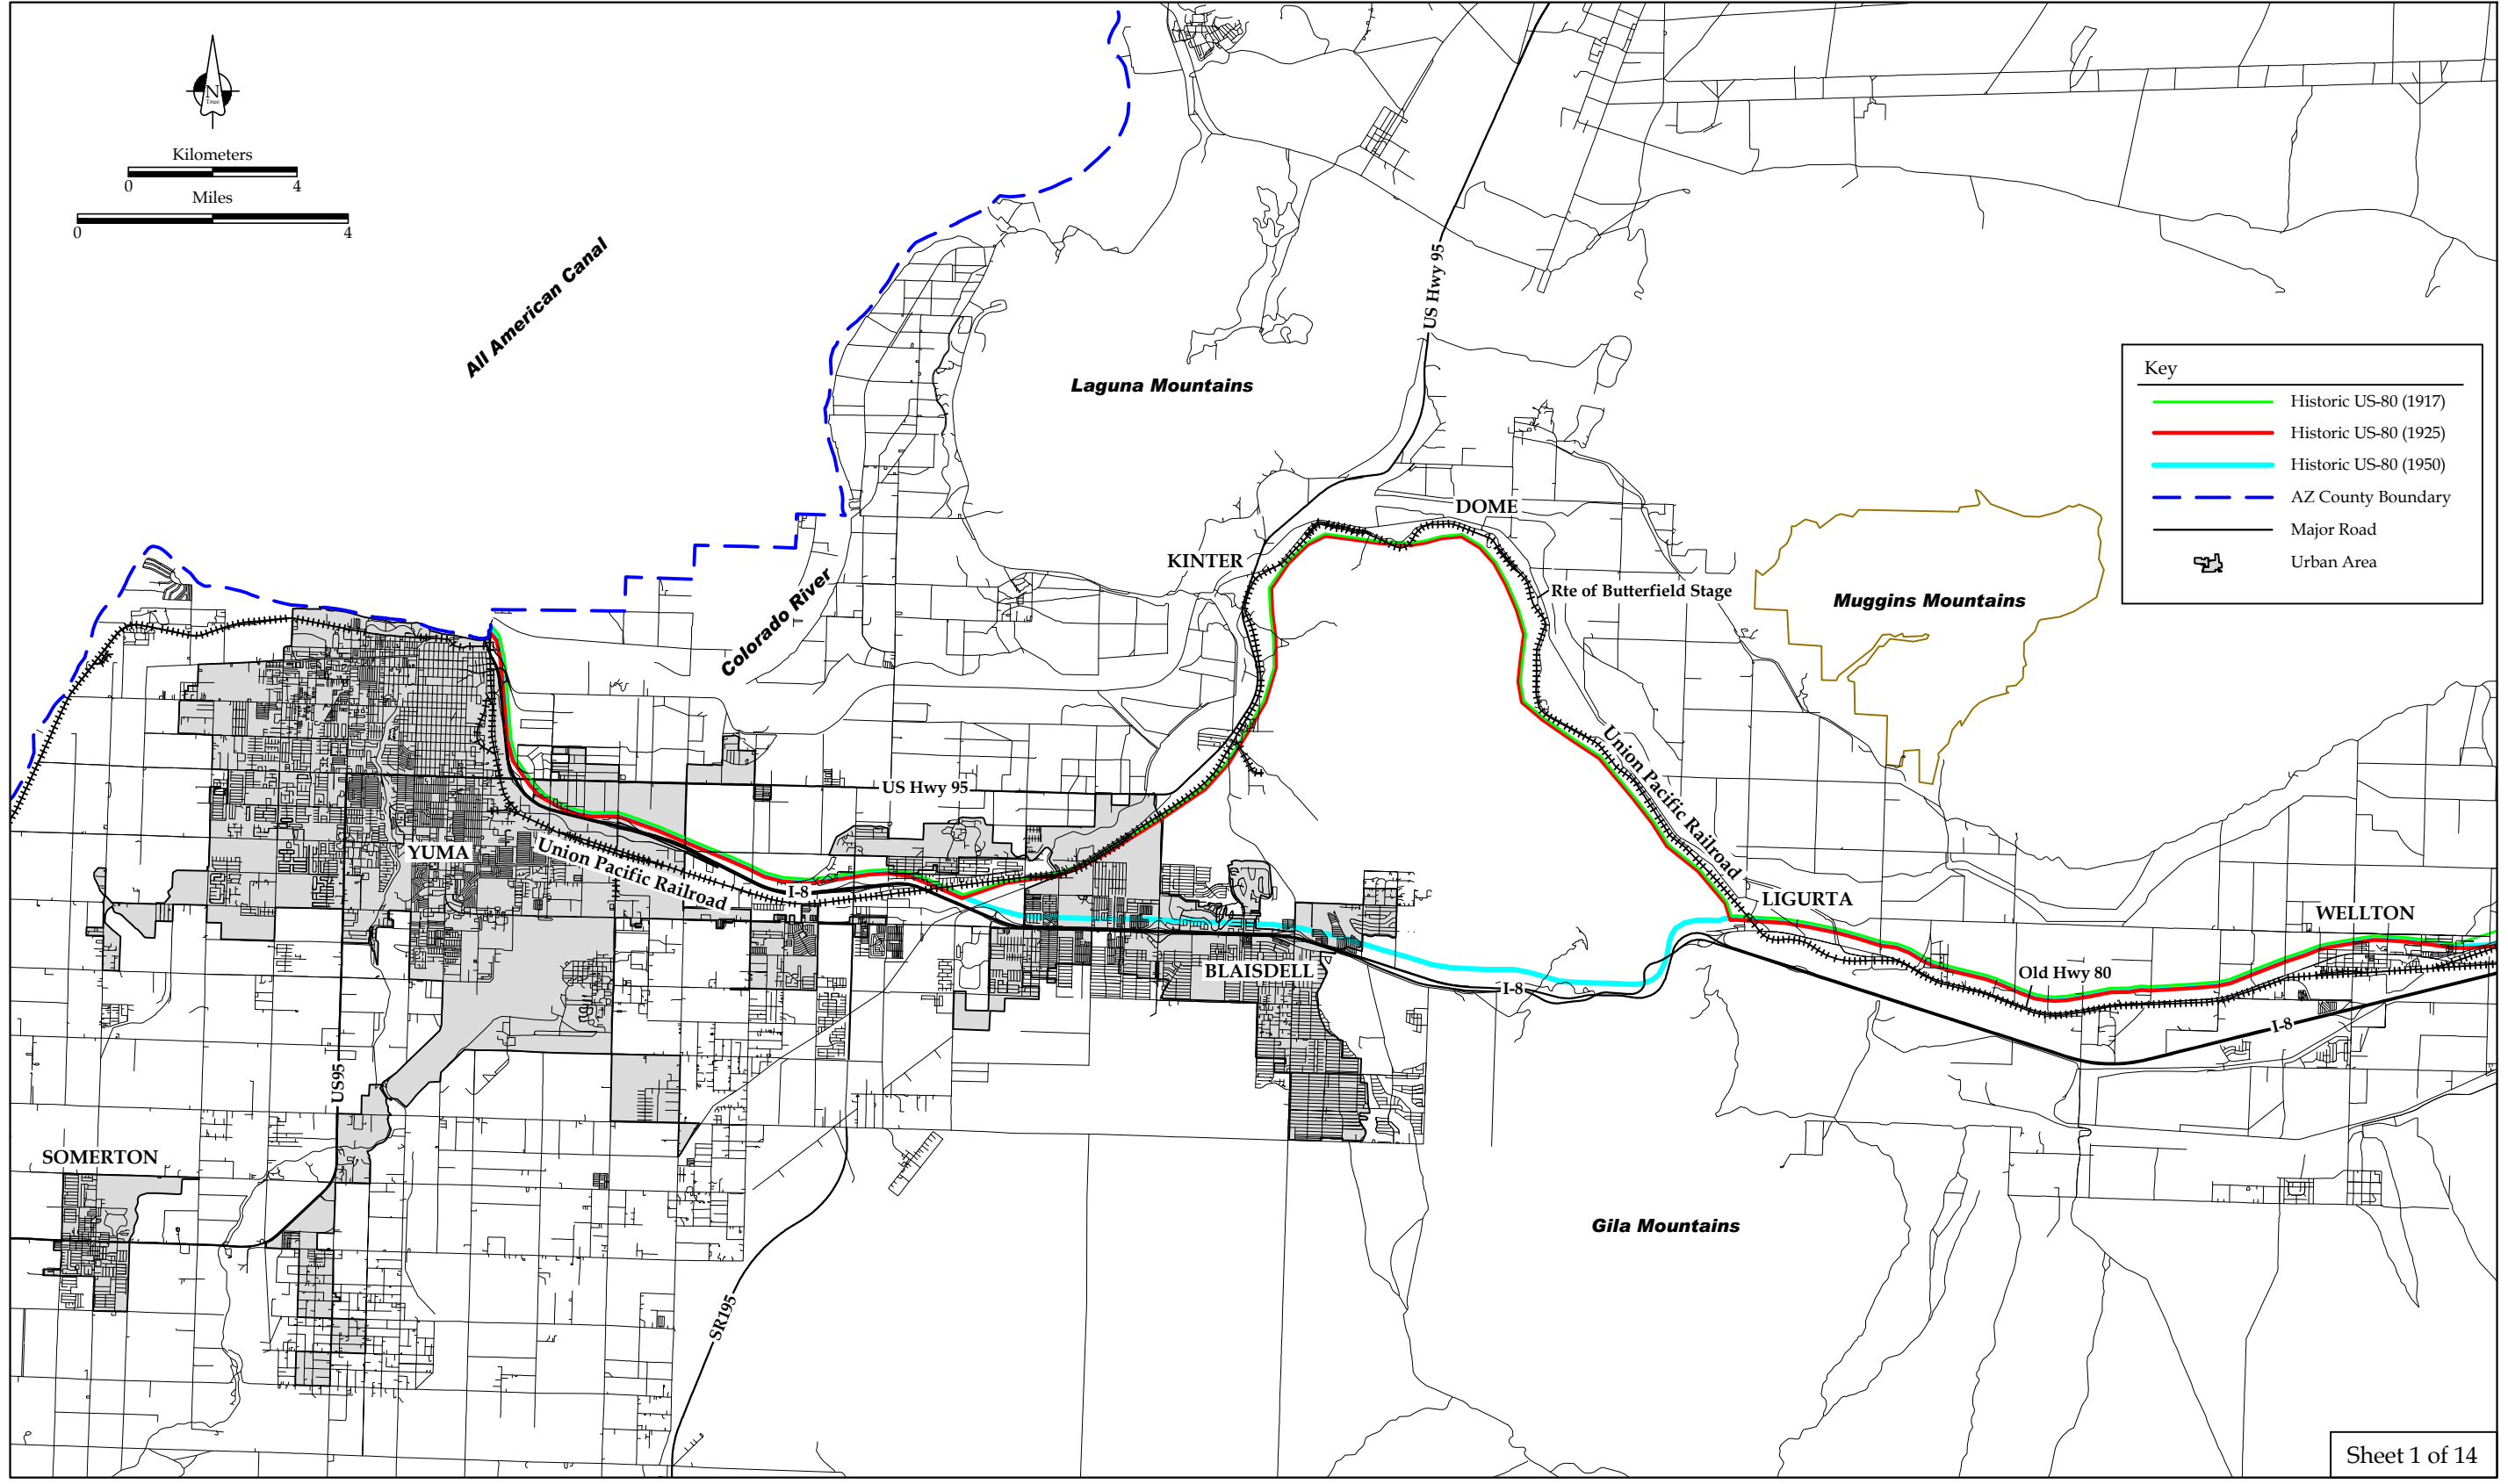 N
True
Kilometers
0 4
Miles
0 4
All American Canal
US Hwy 95
Laguna Mountains
Key
Historic US-80 (1917)
Historic US-80 (1925)
Historic US-80 (1950)
AZ County Boundary
Major Road
Urban Area
DOME
KINTER
Rte of Butterfield Stage
Muggins Mountains
Colorado River
Union Pacific Railroad
US Hwy 95
YUMA
Union Pacific Railroad
I-8
LIGURTA
WELLTON
BLAISDELL
Old Hwy 80
I-8
I-8
US95
SOMERTON
Gila Mountains
SR195
Sheet 1 of 14